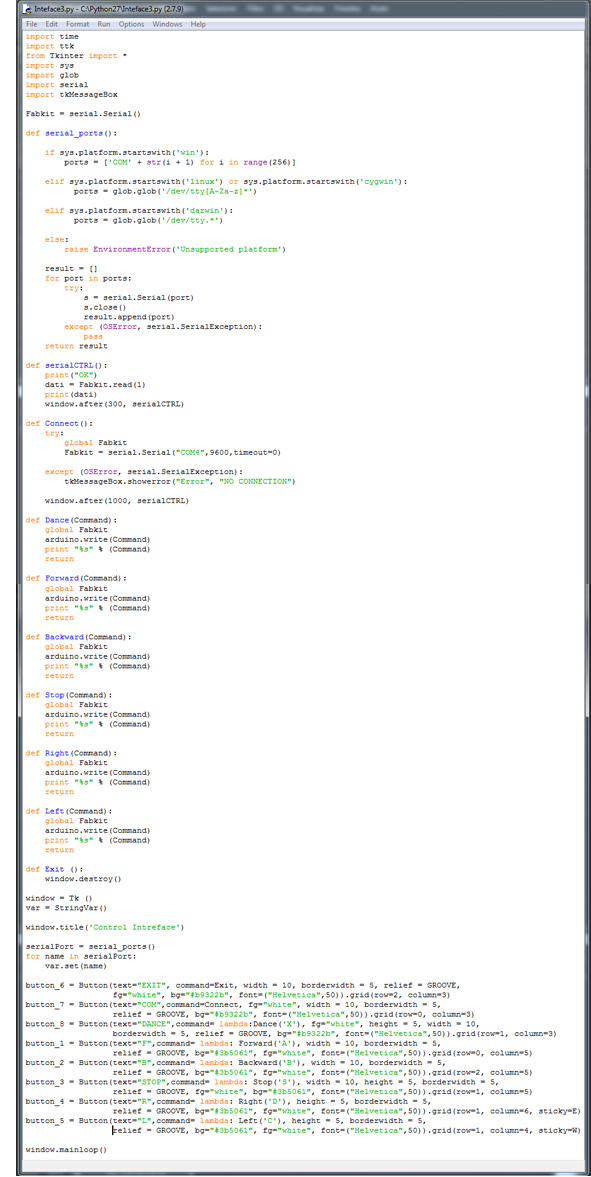 Inteface3.py - C:\Python27\Inteface3.py (2.7.9)
File Edit Format Run Options Windows Help
import time
import ttk
from Tkinter import *
import sys
import glob
import serial
import tkMessageBox
Fabkit = serial.Serial()
def serial_ports():
if sys.platform.startswith('win'):
ports = ['COM' + str(i + 1) for i in range(256)]
elif sys.platform.startswith('linux') or sys.platform.startswith('cygwin'):
ports = glob.glob('/dev/tty[A-Za-z]*')
elif sys.platform.startswith('darwin'):
ports = glob.glob('/dev/tty.*')
else:
raise EnvironmentError('Unsupported platform')
result = []
for port in ports:
try:
s = serial.Serial(port)
s.close()
result.append(port)
except (OSError, serial.SerialException):
pass
return result
def serialCTRL():
print("OK")
dati = Fabkit.read(1)
print(dati)
window.after(300, serialCTRL)
def Connect():
try:
global Fabkit
Fabkit = serial.Serial("COM4",9600,timeout=0)
except (OSError, serial.SerialException):
tkMessageBox.showerror("Error", "NO CONNECTION")
window.after(1000, serialCTRL)
def Dance(Command):
global Fabkit
arduino.write(Command)
print "%s" % (Command)
return
def Forward(Command):
global Fabkit
arduino.write(Command)
print "%s" % (Command)
return
def Backward(Command):
global Fabkit
arduino.write(Command)
print "%s" % (Command)
return
def Stop(Command):
global Fabkit
arduino.write(Command)
print "%s" % (Command)
return
def Right(Command):
global Fabkit
arduino.write(Command)
print "%s" % (Command)
return
def Left(Command):
global Fabkit
arduino.write(Command)
print "%s" % (Command)
return
def Exit ():
window.destroy()
window = Tk ()
var = StringVar()
window.title('Control Intreface')
serialPort = serial_ports()
for name in serialPort:
var.set(name)
button_6 = Button(text="EXIT", command=Exit, width = 10, borderwidth = 5, relief = GROOVE,
fg="white", bg="#b9322b", font=("Helvetica",50)).grid(row=2, column=3)
button_7 = Button(text="COM",command=Connect, fg="white", width = 10, borderwidth = 5,
relief = GROOVE, bg="#b9322b", font=("Helvetica",50)).grid(row=0, column=3)
button_8 = Button(text="DANCE",command= lambda:Dance('X'), fg="white", height = 5, width = 10,
borderwidth = 5, relief = GROOVE, bg="#b9322b", font=("Helvetica",50)).grid(row=1, column=3)
button_1 = Button(text="F",command= lambda: Forward('A'), width = 10, borderwidth = 5,
relief = GROOVE, bg="#3b5061", fg="white", font=("Helvetica",50)).grid(row=0, column=5)
button_2 = Button(text="B",command= lambda: Backward('B'), width = 10, borderwidth = 5,
relief = GROOVE, bg="#3b5061", fg="white", font=("Helvetica",50)).grid(row=2, column=5)
button_3 = Button(text="STOP",command= lambda: Stop('S'), width = 10, height = 5, borderwidth = 5,
relief = GROOVE, fg="white", bg="#3b5061", font=("Helvetica",50)).grid(row=1, column=5)
button_4 = Button(text="R",command= lambda: Right('D'), height = 5, borderwidth = 5,
relief = GROOVE, bg="#3b5061", fg="white", font=("Helvetica",50)).grid(row=1, column=6, sticky=E)
button_5 = Button(text="L",command= lambda: Left('C'), height = 5, borderwidth = 5,
relief = GROOVE, bg="#3b5061", fg="white", font=("Helvetica",50)).grid(row=1, column=4, sticky=W)
window.mainloop()